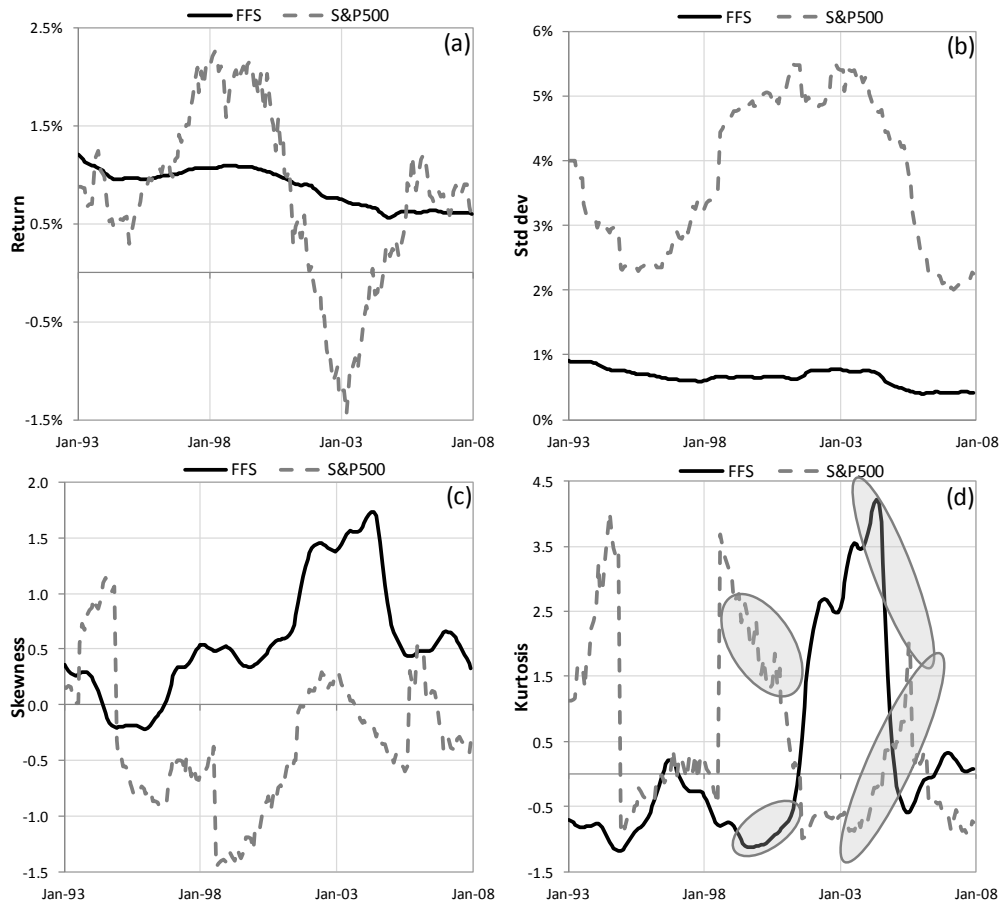 FFS S&P500
(a)
2.5%
1.5%
0.5%
-0.5%
-1.5%
Return
Jan-93 Jan-98 Jan-03 Jan-08
FFS S&P500
(b)
6%
5%
4%
3%
2%
1%
0%
Std dev
Jan-93 Jan-98 Jan-03 Jan-08
FFS S&P500
(c)
2.0
1.5
1.0
0.5
0.0
-0.5
-1.0
-1.5
Skewness
Jan-93 Jan-98 Jan-03 Jan-08
FFS S&P500
(d)
4.5
3.5
2.5
1.5
0.5
-0.5
-1.5
Kurtosis
Jan-93 Jan-98 Jan-03 Jan-08